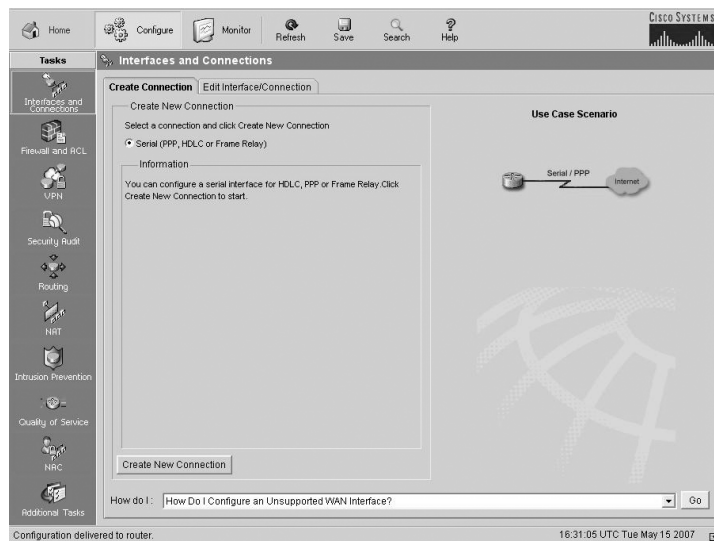 Home
Configure
Monitor
Refresh
Save
Search
Help
CISCO SYSTEMS
Tasks
Interfaces and Connections
Interfaces and
Connections
Firewall and ACL
VPN
Security Audit
Routing
NAT
Intrusion Prevention
Quality of Service
NAC
Additional Tasks
Create Connection
Edit Interface/Connection
Create New Connection
Select a connection and click Create New Connection
Serial (PPP, HDLC or Frame Relay)
Information
You can configure a serial interface for HDLC, PPP or Frame Relay.Click
Create New Connection to start.
Create New Connection
Use Case Scenario
Serial / PPP
Internet
How do I :
How Do I Configure an Unsupported WAN Interface?
Go
Configuration delivered to router.
16:31:05 UTC Tue May 15 2007